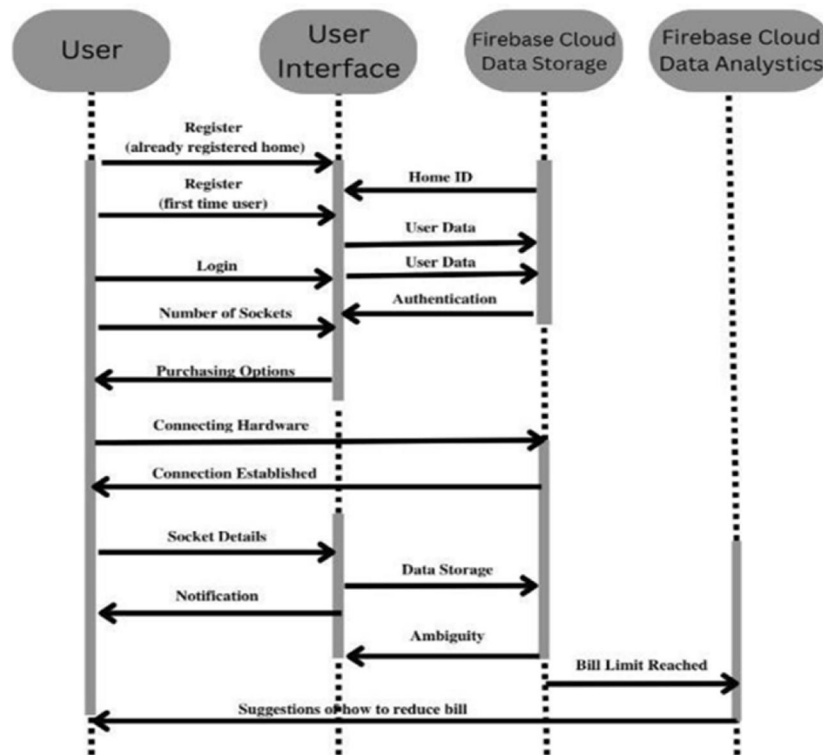 User
User
Interface
Firebase Cloud
Data Storage
Firebase Cloud
Data Analystics
Register
(already registered home)
Home ID
Register
(first time user)
User Data
User Data
Login
Authentication
Number of Sockets
Purchasing Options
Connecting Hardware
Connection Established
Socket Details
Data Storage
Notification
Ambiguity
Bill Limit Reached
Suggestions of how to reduce bill